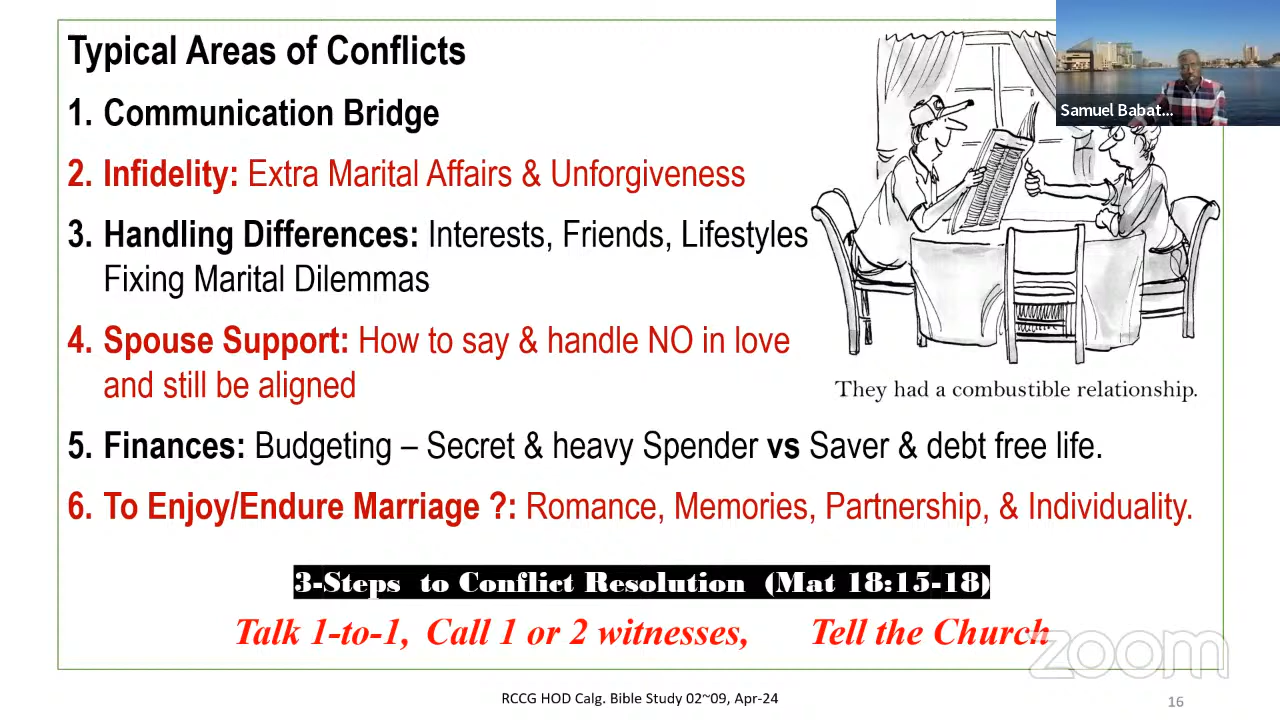 Typical Areas of Conflicts
1. Communication Bridge
2. Infidelity: Extra Marital Affairs & Unforgiveness
3. Handling Differences: Interests, Friends, Lifestyles
Fixing Marital Dilemmas
4. Spouse Support: How to say & handle NO in love
and still be aligned
5. Finances: Budgeting – Secret & heavy Spender vs Saver & debt free life.
6. To Enjoy/Endure Marriage ?: Romance, Memories, Partnership, & Individuality.
Samuel Babat...
They had a combustible relationship.
3-Steps to Conflict Resolution (Mat 18:15-18)
Talk 1-to-1, Call 1 or 2 witnesses, Tell the Church
zoom
RCCG HOD Calg. Bible Study 02~09, Apr-24
16